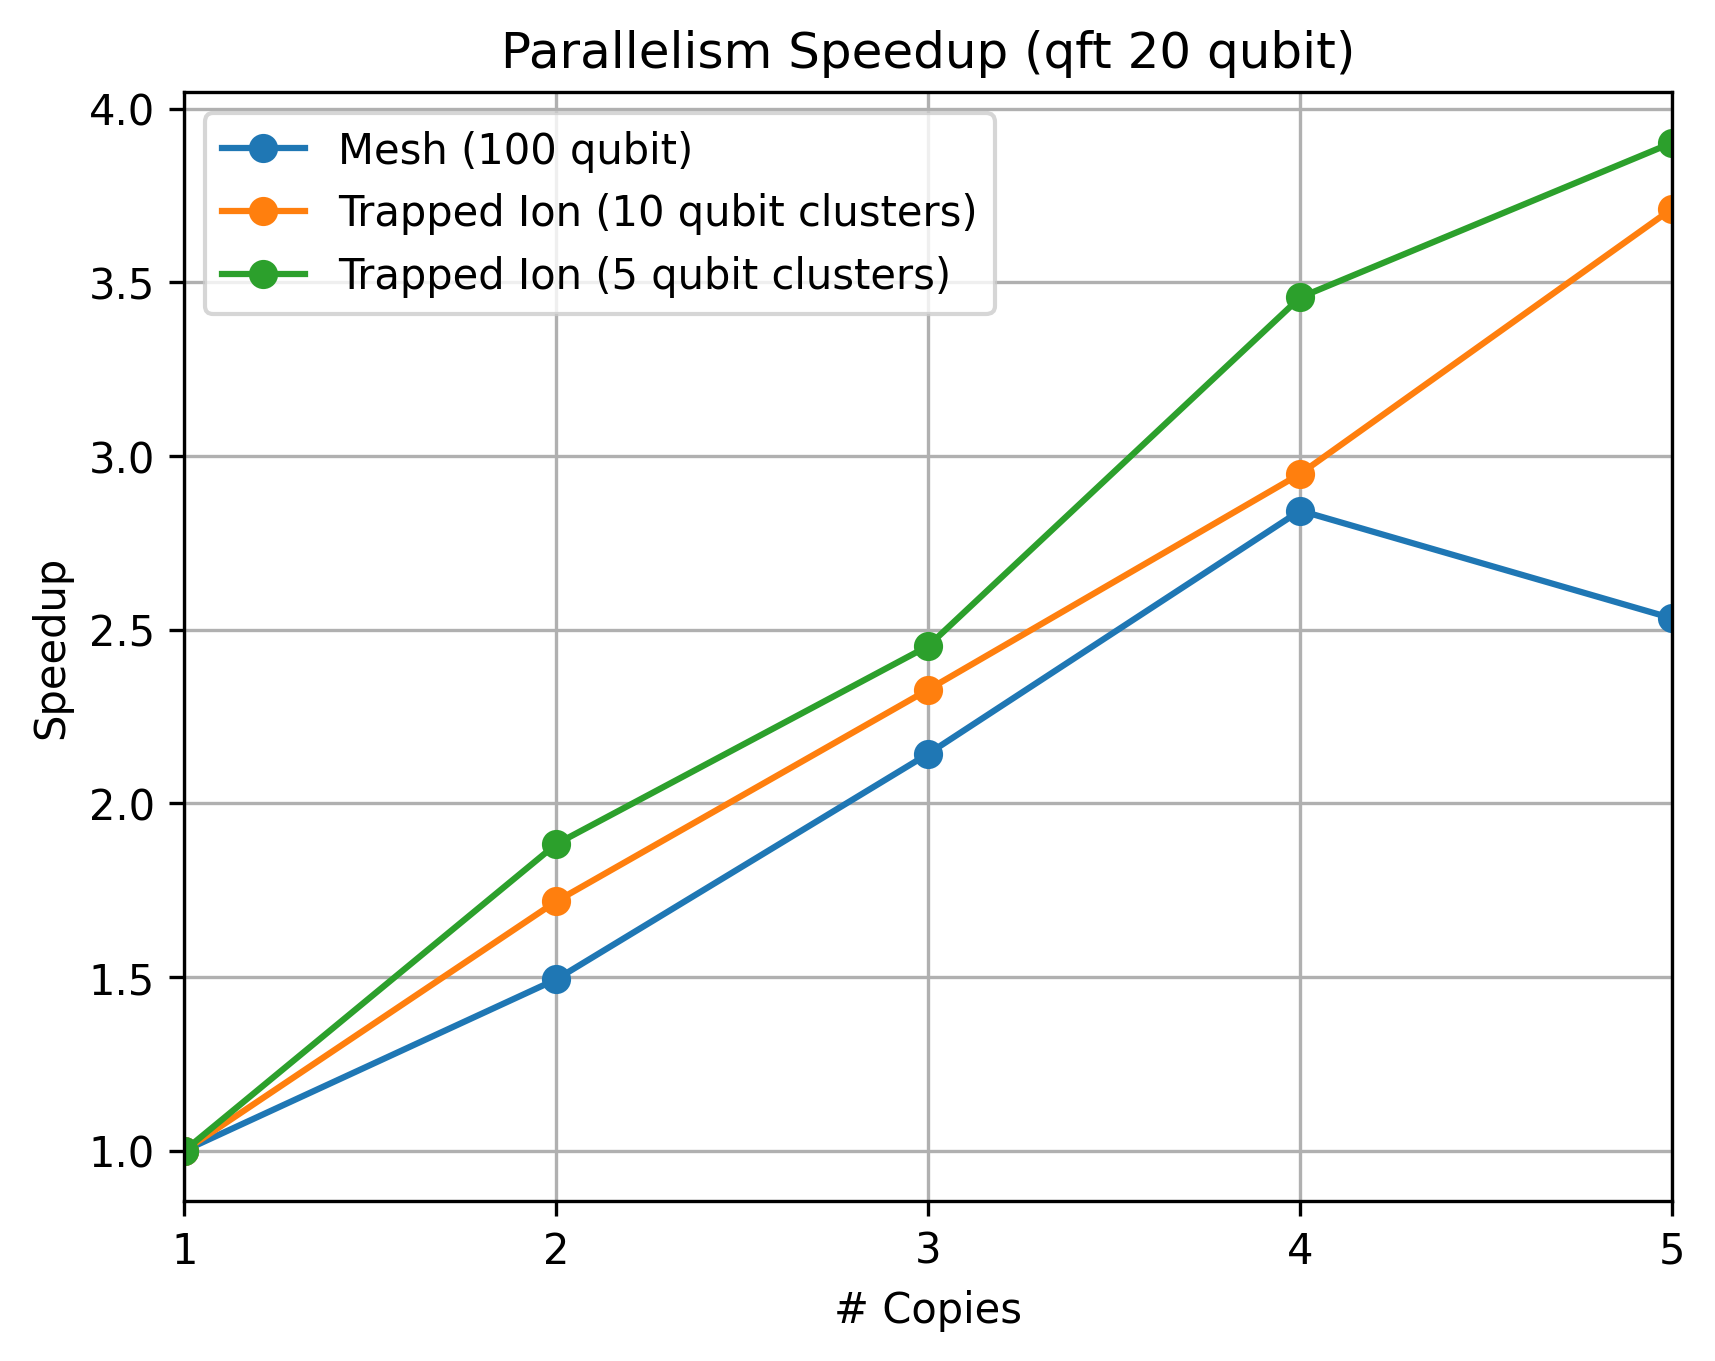 Parallelism Speedup (qft 20 qubit)
4.0
3.5
3.0
2.5
2.0
1.5
1.0
Speedup
Mesh (100 qubit)
Trapped Ion (10 qubit clusters)
Trapped Ion (5 qubit clusters)
1 2 3 4 5
# Copies